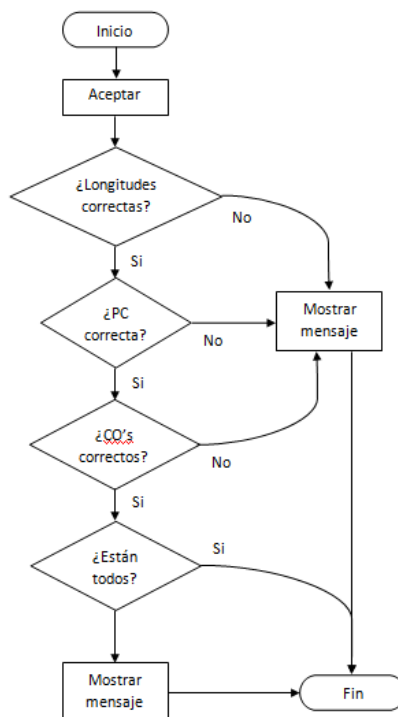 Inicio
Aceptar
¿Longitudes
correctas?
No
Si
¿PC
correcta?
No
Mostrar
mensaje
Si
¿CO's
correctos?
No
Si
¿Están
todos?
Si
Mostrar
mensaje
Fin